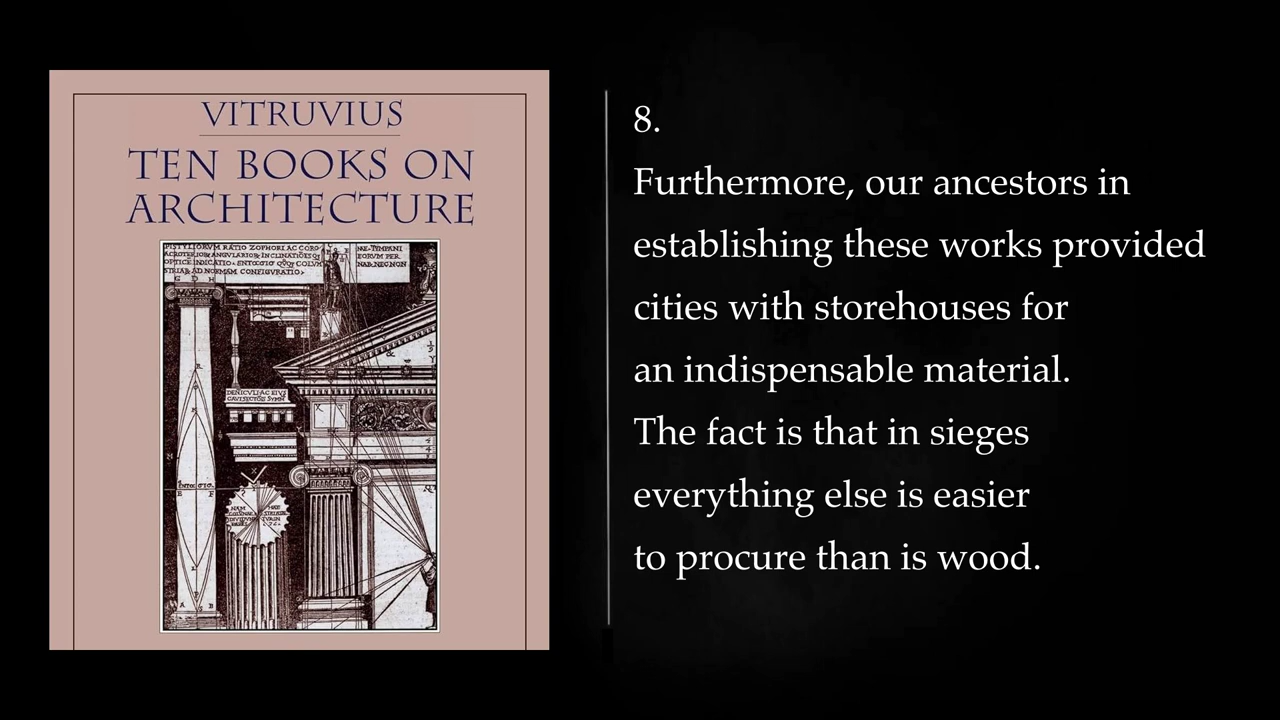 VITRUVIUS
TEN BOOKS ON
ARCHITECTURE
8.
Furthermore, our ancestors in
establishing these works provided
cities with storehouses for
an indispensable material.
The fact is that in sieges
everything else is easier
to procure than is wood.